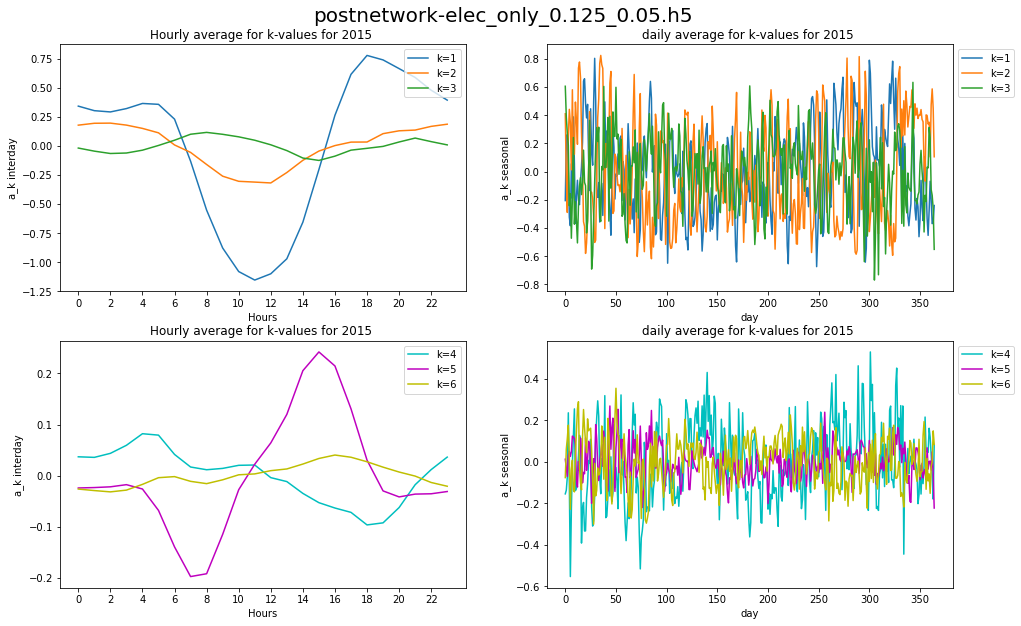 postnetwork-elec_only_0.125_0.05.h5
Hourly average for k-values for 2015
0.75
0.50
0.25
0.00
−0.25
−0.50
−0.75
−1.00
−1.25
a_k interday
k=1
k=2
k=3
0 2 4 6 8 10 12 14 16 18 20 22
Hours
daily average for k-values for 2015
0.8
0.6
0.4
0.2
0.0
−0.2
−0.4
−0.6
−0.8
a_k seasonal
k=1
k=2
k=3
0 50 100 150 200 250 300 350
day
Hourly average for k-values for 2015
0.2
0.1
0.0
−0.1
−0.2
a_k interday
k=4
k=5
k=6
0 2 4 6 8 10 12 14 16 18 20 22
Hours
daily average for k-values for 2015
0.4
0.2
0.0
−0.2
−0.4
−0.6
a_k seasonal
k=4
k=5
k=6
0 50 100 150 200 250 300 350
day